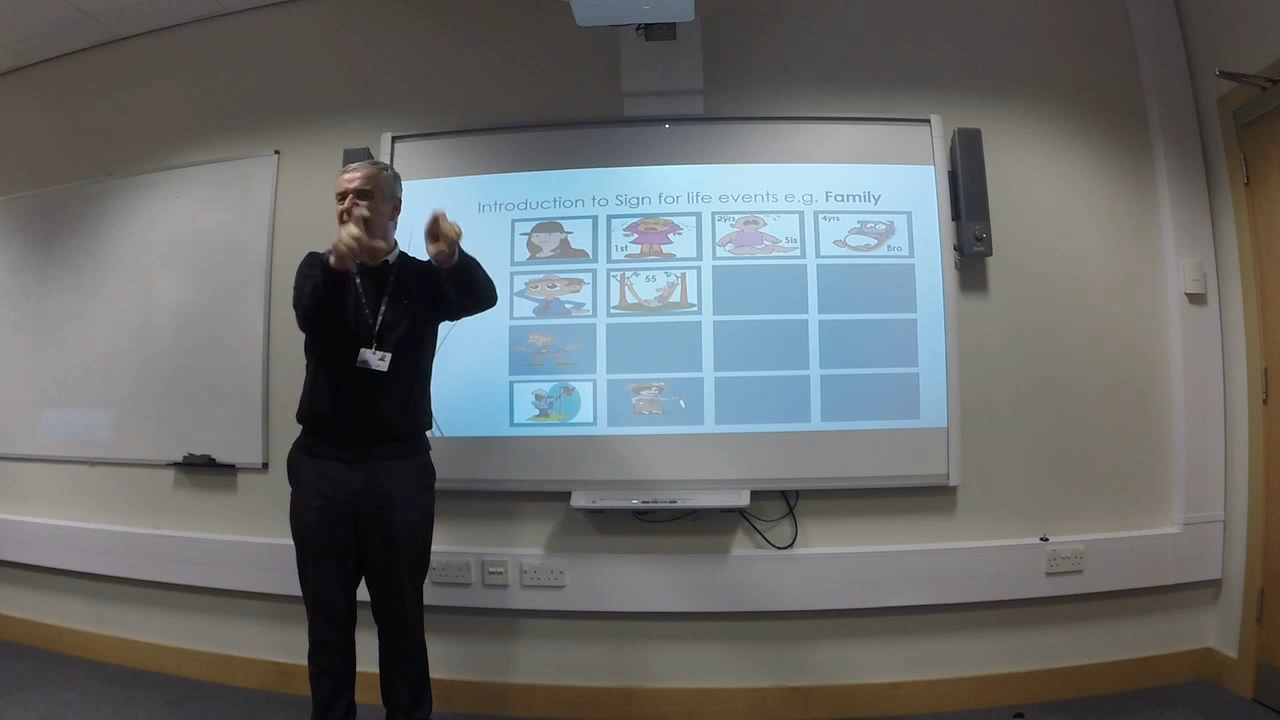 Introduction to Sign for life events e.g. Family
1st
2yrs
Sis
4yrs
Bro
55